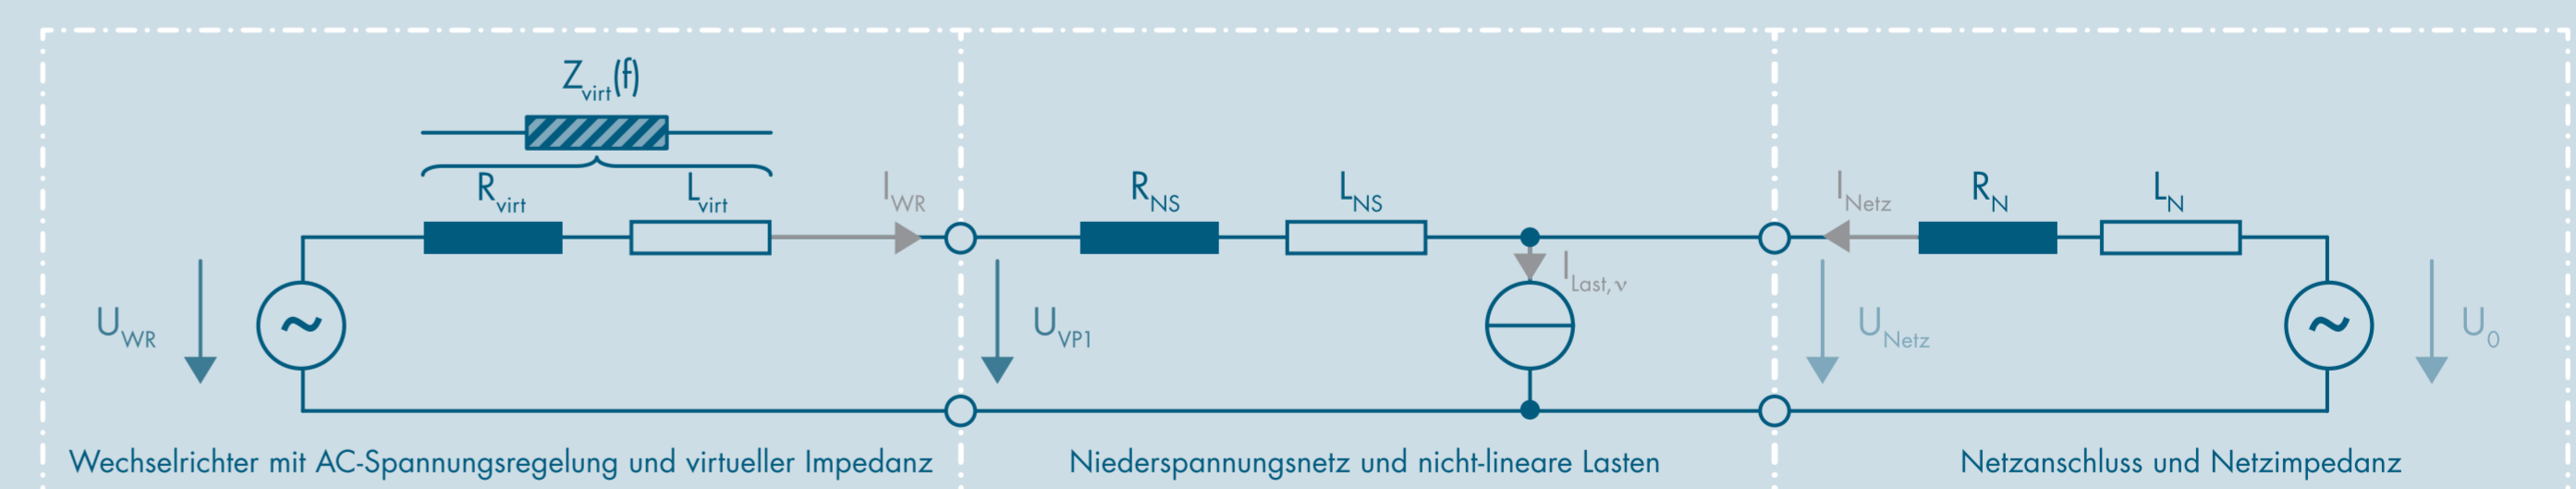 Z_virt(f)
R_virt L_virt I_WR R_NS L_NS I_Netz R_N L_N
I_Last,ν
U_WR U_VP1 U_Netz U_0
Wechselrichter mit AC-Spannungsregelung und virtueller Impedanz Niederspannungsnetz und nicht-lineare Lasten Netzanschluss und Netzimpedanz